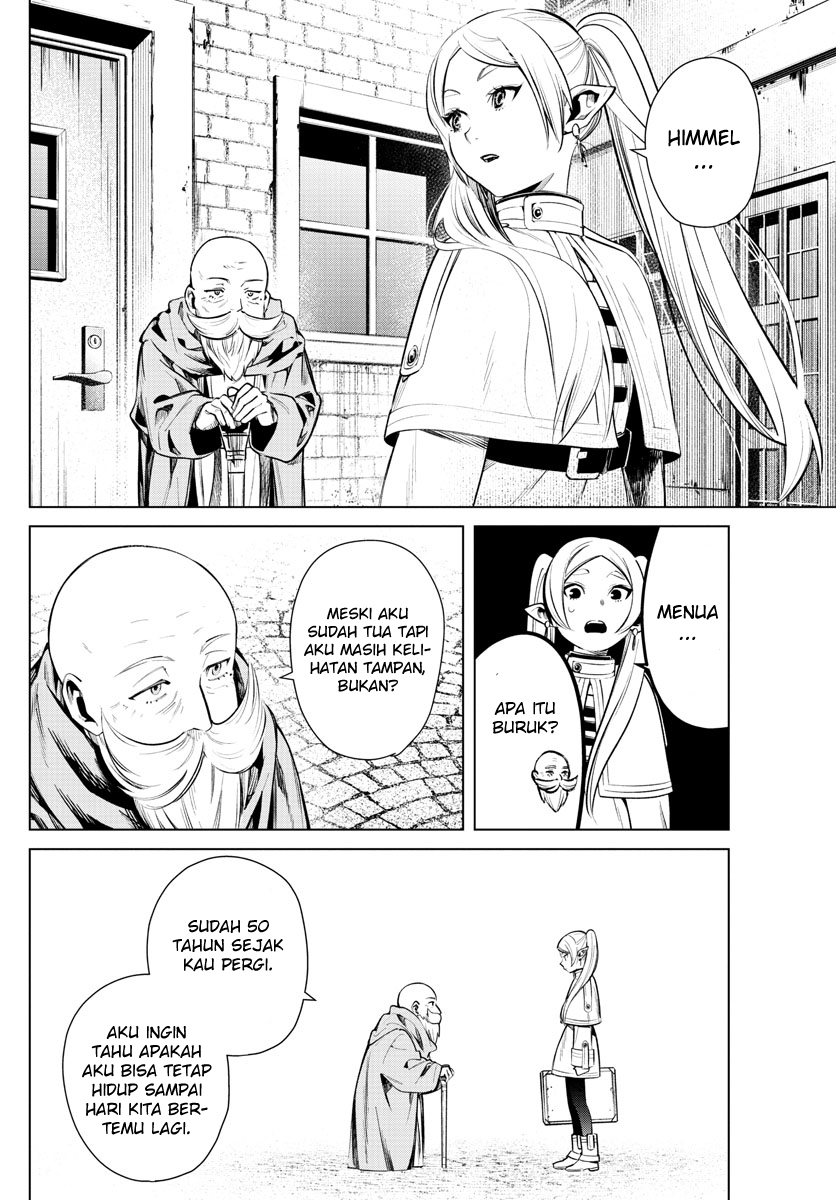 HIMMEL
...
MENUA
...
APA ITU
BURUK?
MESKI AKU
SUDAH TUA TAPI
AKU MASIH KELI-
HATAN TAMPAN,
BUKAN?
SUDAH 50
TAHUN SEJAK
KAU PERGI.
AKU INGIN
TAHU APAKAH
AKU BISA TETAP
HIDUP SAMPAI
HARI KITA BER-
TEMU LAGI.